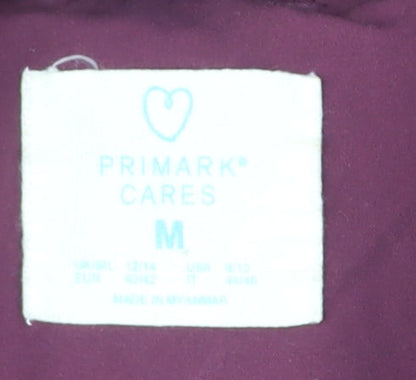 PRIMARK®
CARES
M
UK/IRL 12/14 USA 8/10
EUR 40/42 IT 44/46
MADE IN MYANMAR